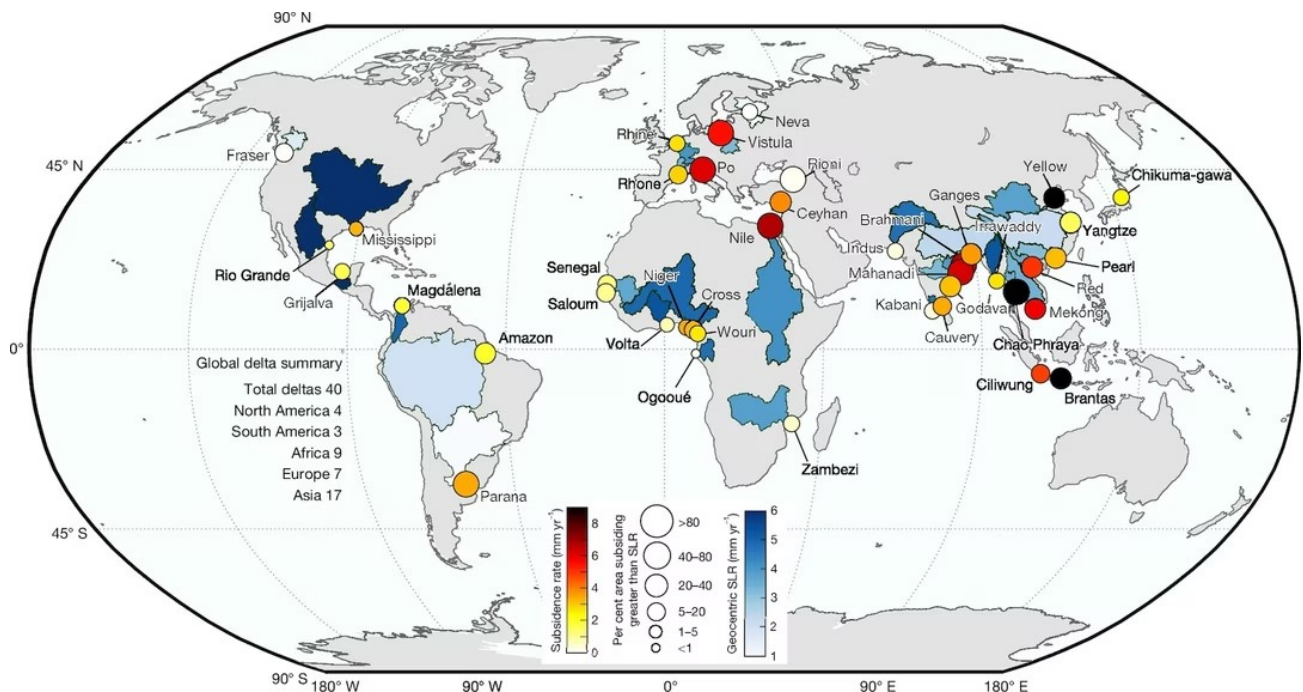 90° N
Neva
Rhine
Vistula
Fraser
Po
Rioni
45° N
Rhone
Yellow
Chikuma-gawa
Ganges
Ceyhan
Brahmani
Irrawaddy
Mississippi
Nile
Yangtze
Indus
Rio Grande
Senegal
Niger
Mahanadi
Pearl
Grijalva
Magdálena
Saloum
Cross
Red
Kabani
Godavari
Mekong
Volta
Wouri
Cauvery
Amazon
Chao Phraya
0°
Global delta summary
Ogooué
Ciliwung
Brantas
Total deltas 40
North America 4
South America 3
Africa 9
Europe 7
Asia 17
Zambezi
Parana
45° S
Subsidence rate (mm yr⁻¹)
8
6
4
2
0
Per cent area subsiding
greater than SLR
>80
40–80
20–40
5–20
1–5
<1
Geocentric SLR (mm yr⁻¹)
6
5
4
3
2
1
90° S
180° W
90° W
0°
90° E
180° E